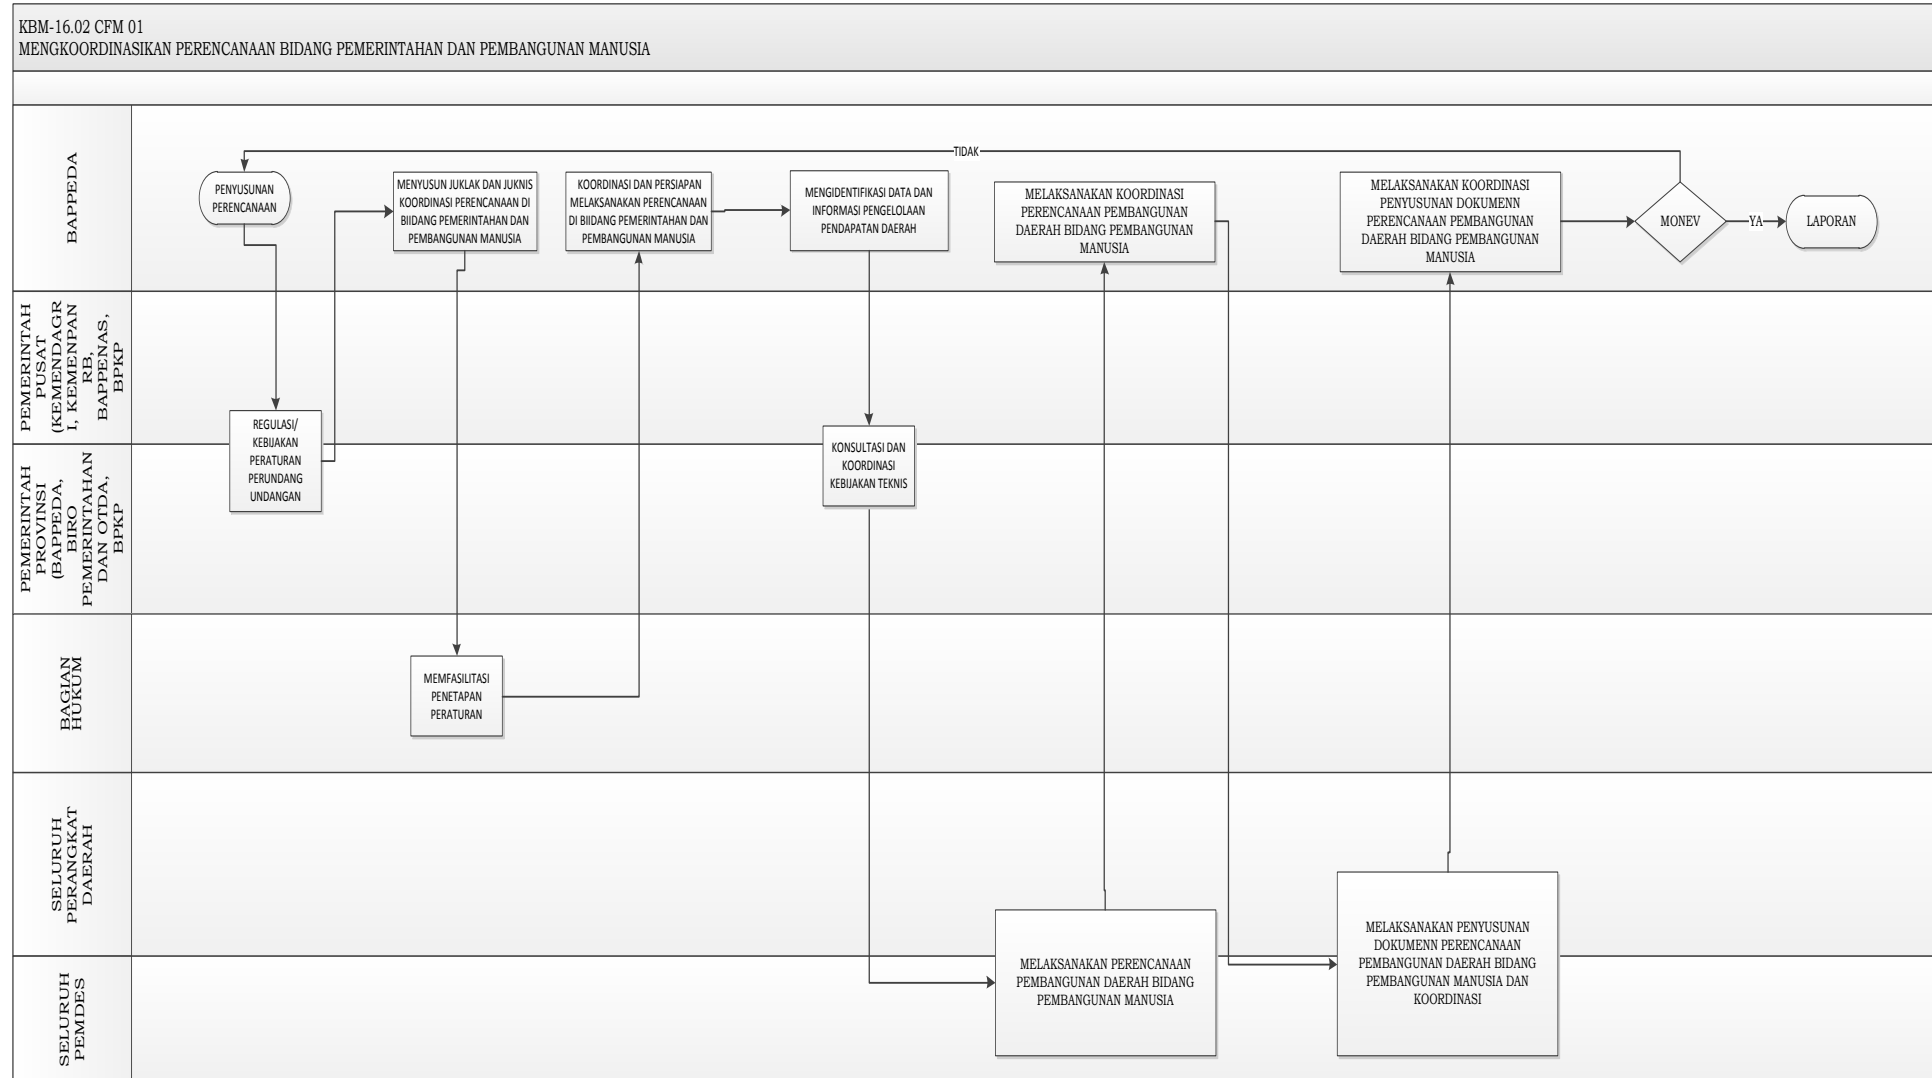 KBM-16.02 CFM 01
MENGKOORDINASIKAN PERENCANAAN BIDANG PEMERINTAHAN DAN PEMBANGUNAN MANUSIA
BAPPEDA
TIDAK
PENYUSUNAN
PERENCANAAN
MENYUSUN JUKLAK DAN JUKNIS
KOORDINASI PERENCANAAN DI
BIIDANG PEMERINTAHAN DAN
PEMBANGUNAN MANUSIA
KOORDINASI DAN PERSIAPAN
MELAKSANAKAN PERENCANAAN
DI BIIDANG PEMERINTAHAN DAN
PEMBANGUNAN MANUSIA
MENGIDENTIFIKASI DATA DAN
INFORMASI PENGELOLAAN
PENDAPATAN DAERAH
MELAKSANAKAN KOORDINASI
PERENCANAAN PEMBANGUNAN
DAERAH BIDANG PEMBANGUNAN
MANUSIA
MELAKSANAKAN KOORDINASI
PENYUSUNAN DOKUMENN
PERENCANAAN PEMBANGUNAN
DAERAH BIDANG PEMBANGUNAN
MANUSIA
MONEV
YA
LAPORAN
PEMERINTAH
PUSAT
(KEMENDAGR
I, KEMENPAN
RB,
BAPPENAS,
BPKP
REGULASI/
KEBIJAKAN
PERATURAN
PERUNDANG
UNDANGAN
KONSULTASI DAN
KOORDINASI
KEBIJAKAN TEKNIS
PEMERINTAH
PROVINSI
(BAPPEDA,
BIRO
PEMERINTAHAN
DAN OTDA,
BPKP
BAGIAN
HUKUM
MEMFASILITASI
PENETAPAN
PERATURAN
SELURUH
PERANGKAT
DAERAH
MELAKSANAKAN PERENCANAAN
PEMBANGUNAN DAERAH BIDANG
PEMBANGUNAN MANUSIA
MELAKSANAKAN PENYUSUNAN
DOKUMENN PERENCANAAN
PEMBANGUNAN DAERAH BIDANG
PEMBANGUNAN MANUSIA DAN
KOORDINASI
SELURUH
PEMDES